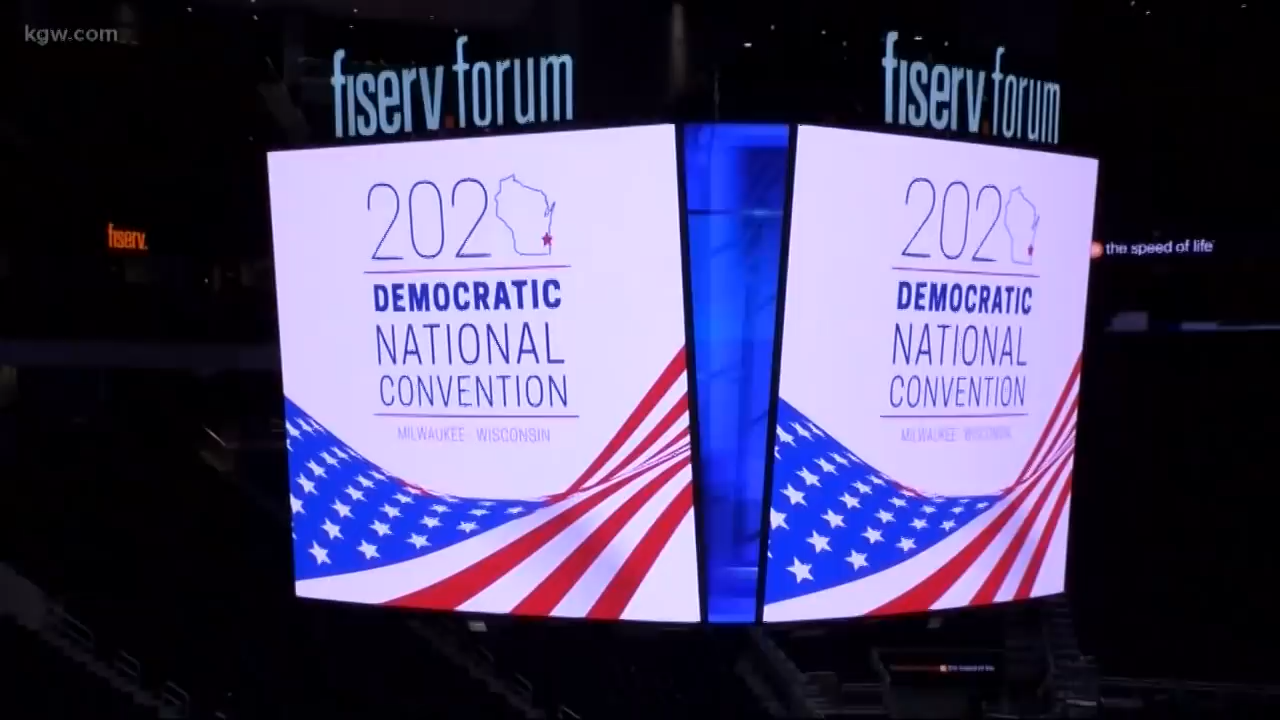 kgw.com
fiserv.forum
2020
DEMOCRATIC
NATIONAL
CONVENTION
MILWAUKEE · WISCONSIN
fiserv.forum
2020
DEMOCRATIC
NATIONAL
CONVENTION
MILWAUKEE · WISCONSIN
fiserv.
the speed of life